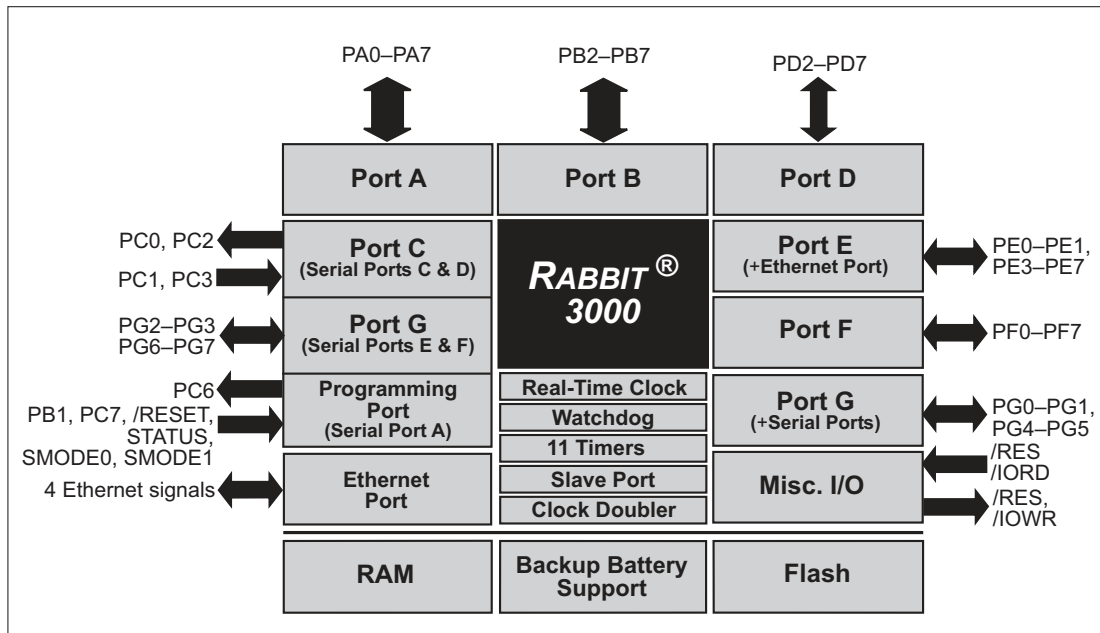 PA0–PA7
PB2–PB7
PD2–PD7
Port A
Port B
Port D
PC0, PC2
PC1, PC3
Port C
(Serial Ports C & D)
RABBIT ®
3000
Port E
(+Ethernet Port)
PE0–PE1,
PE3–PE7
PG2–PG3
PG6–PG7
Port G
(Serial Ports E & F)
Port F
PF0–PF7
PC6
PB1, PC7, /RESET,
STATUS,
SMODE0, SMODE1
Programming
Port
(Serial Port A)
Real-Time Clock
Watchdog
11 Timers
Slave Port
Clock Doubler
Port G
(+Serial Ports)
PG0–PG1,
PG4–PG5
4 Ethernet signals
Ethernet
Port
Misc. I/O
/RES
/IORD
/RES,
/IOWR
RAM
Backup Battery
Support
Flash